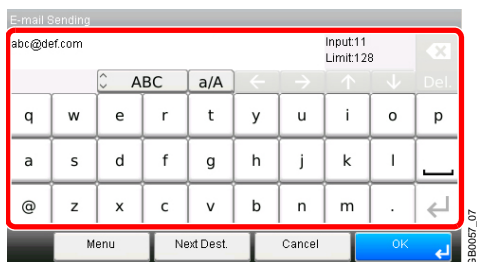 E-mail Sending
abc@def.com
Input:11
Limit:128
ABC a/A Del.
q w e r t y u i o p
a s d f g h j k l
@ z x c v b n m .
Menu Next Dest. Cancel OK
GB0057_07